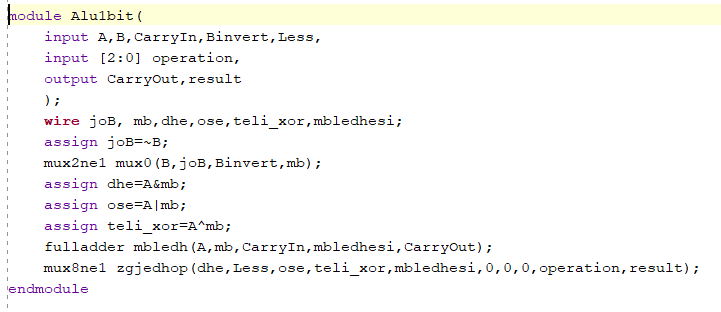 module Alu1bit(
input A,B,CarryIn,Binvert,Less,
input [2:0] operation,
output CarryOut,result
);
wire joB, mb,dhe,ose,teli_xor,mbledhesi;
assign joB=~B;
mux2ne1 mux0(B,joB,Binvert,mb);
assign dhe=A&mb;
assign ose=A|mb;
assign teli_xor=A^mb;
fulladder mbledh(A,mb,CarryIn,mbledhesi,CarryOut);
mux8ne1 zgjedhop(dhe,Less,ose,teli_xor,mbledhesi,0,0,0,operation,result);
endmodule